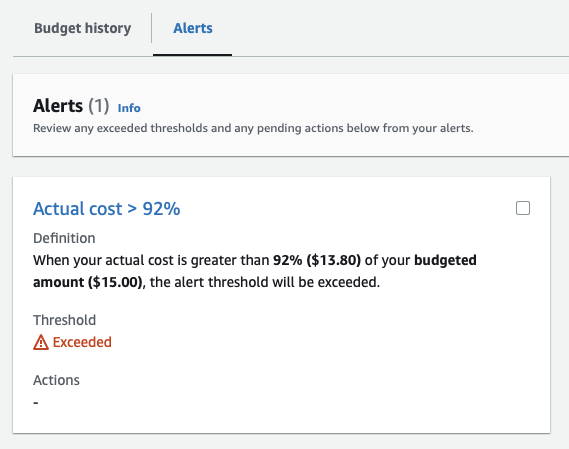 Budget history
Alerts
Alerts (1) Info
Review any exceeded thresholds and any pending actions below from your alerts.
Actual cost > 92%
Definition
When your actual cost is greater than 92% ($13.80) of your budgeted
amount ($15.00), the alert threshold will be exceeded.
Threshold
Exceeded
Actions
-